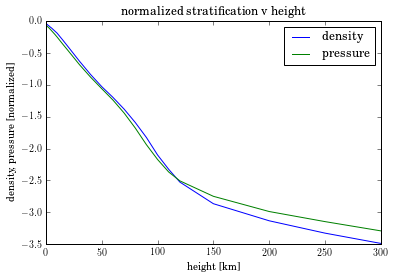 normalized stratification v height
density
pressure
0.0
−0.5
−1.0
−1.5
−2.0
−2.5
−3.0
−3.5
density, pressure [normalized]
0 50 100 150 200 250 300
height [km]